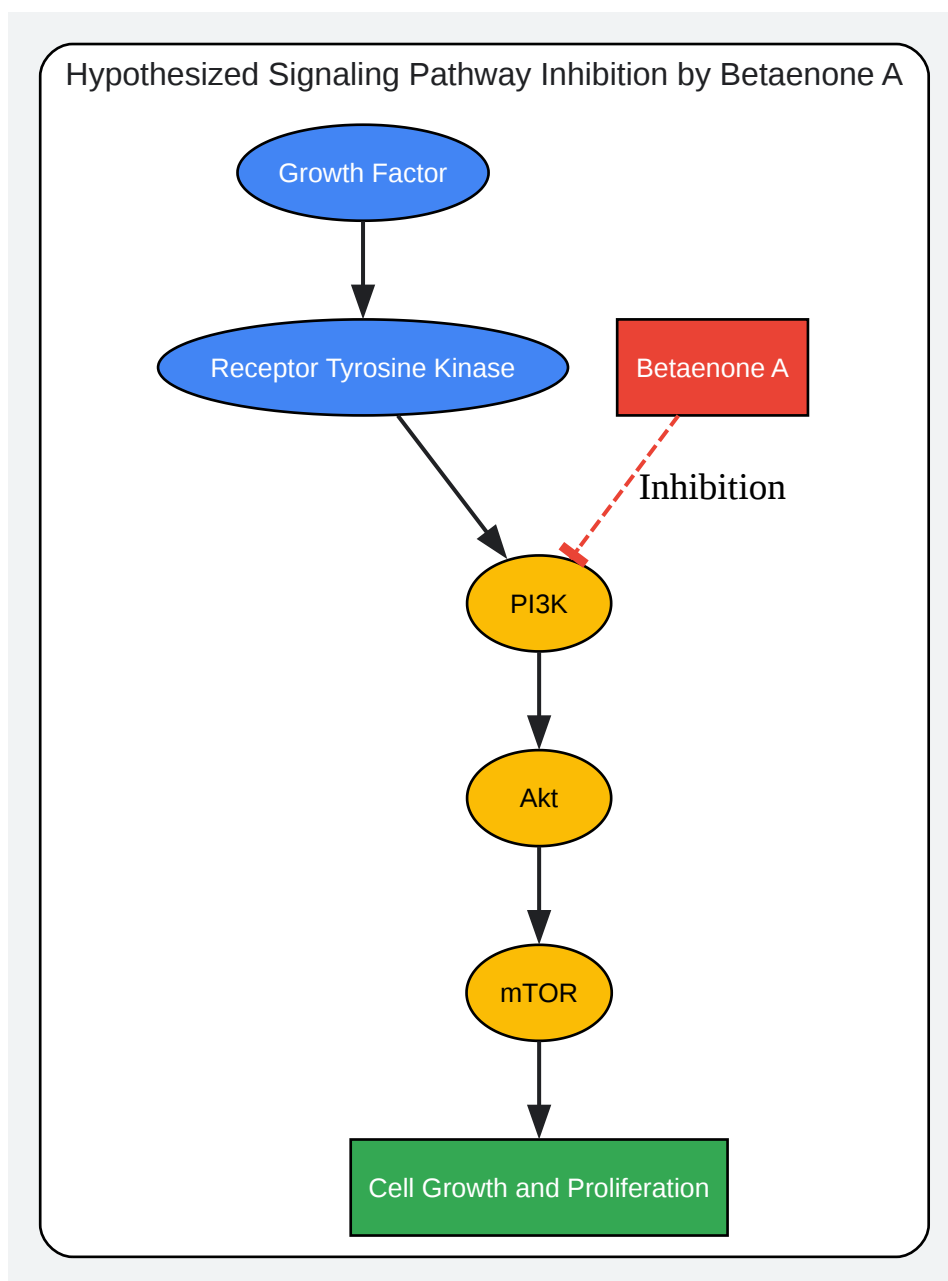 Hypothesized Signaling Pathway Inhibition by Betaenone A
Growth Factor
Receptor Tyrosine Kinase
Betaenone A
Inhibition
PI3K
Akt
mTOR
Cell Growth and Proliferation